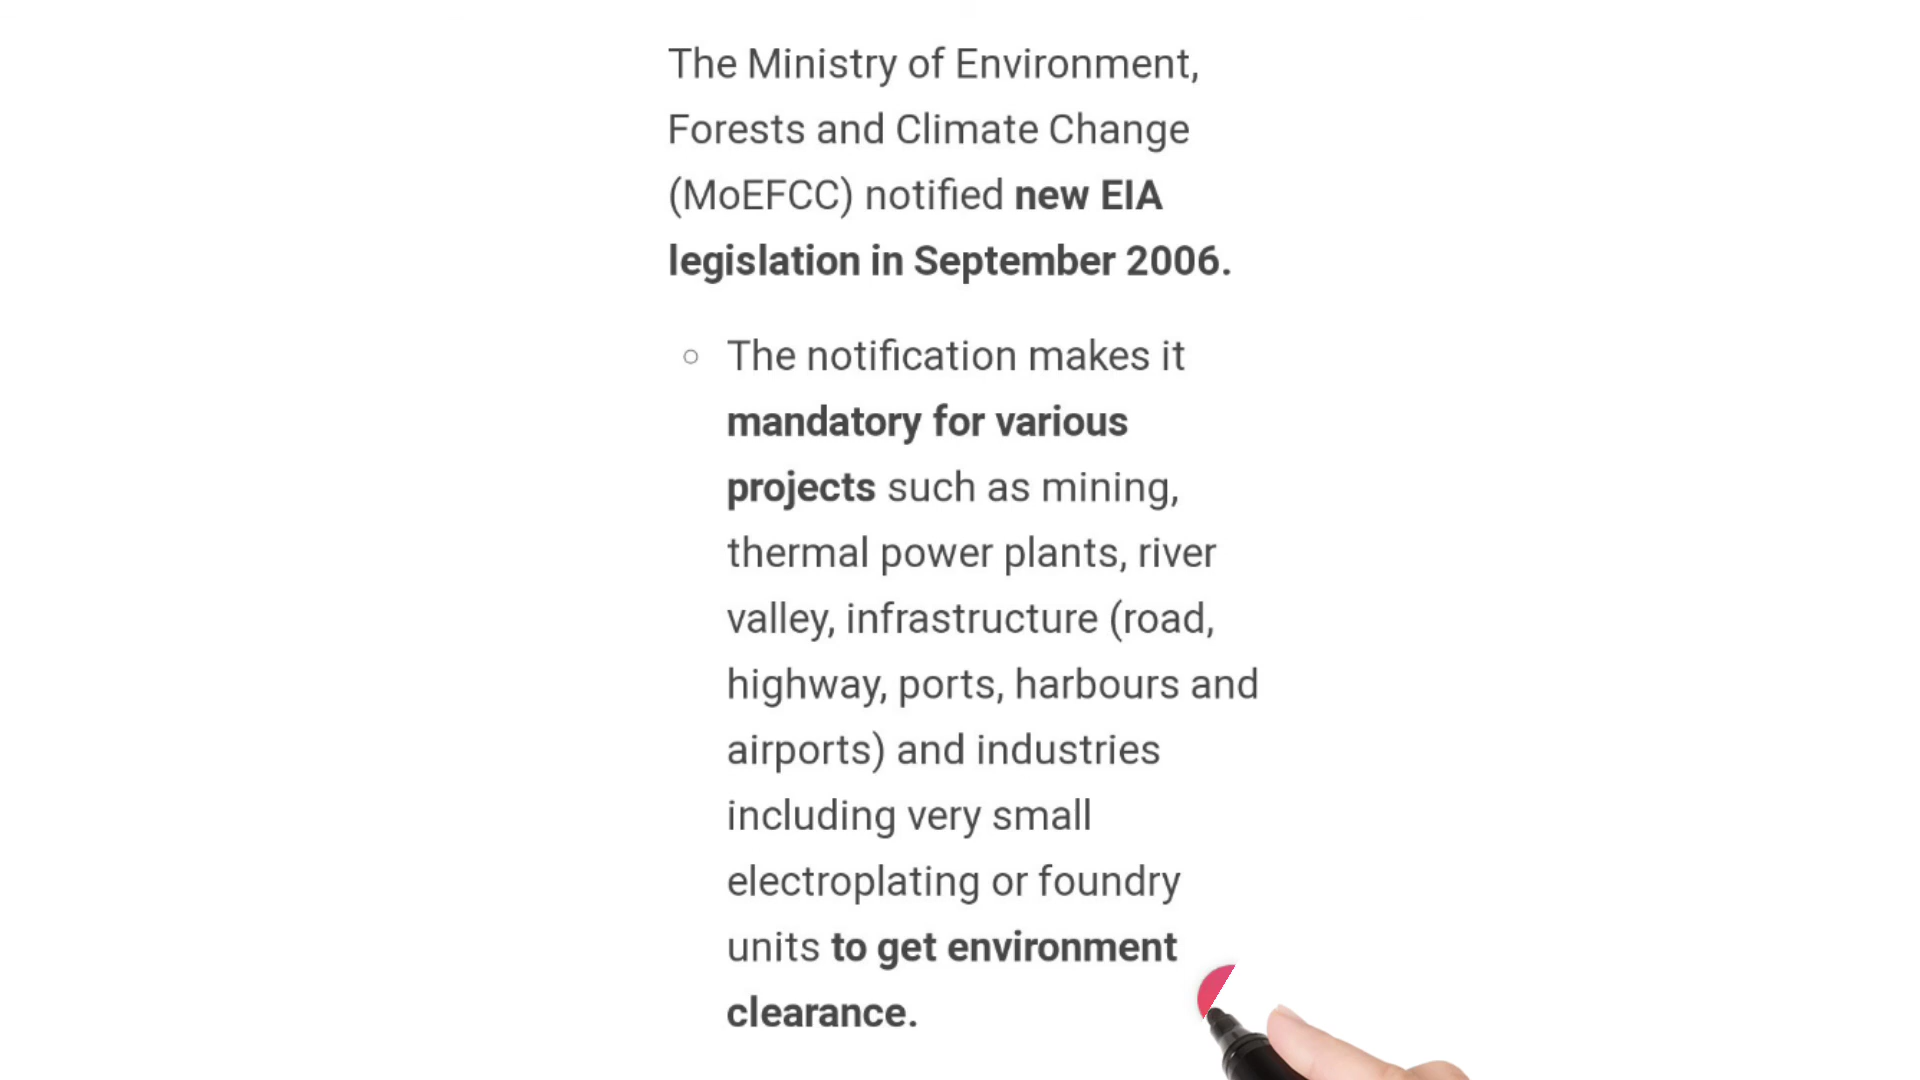 The Ministry of Environment,
Forests and Climate Change
(MoEFCC) notified new EIA
legislation in September 2006.
○ The notification makes it
mandatory for various
projects such as mining,
thermal power plants, river
valley, infrastructure (road,
highway, ports, harbours and
airports) and industries
including very small
electroplating or foundry
units to get environment
clearance.